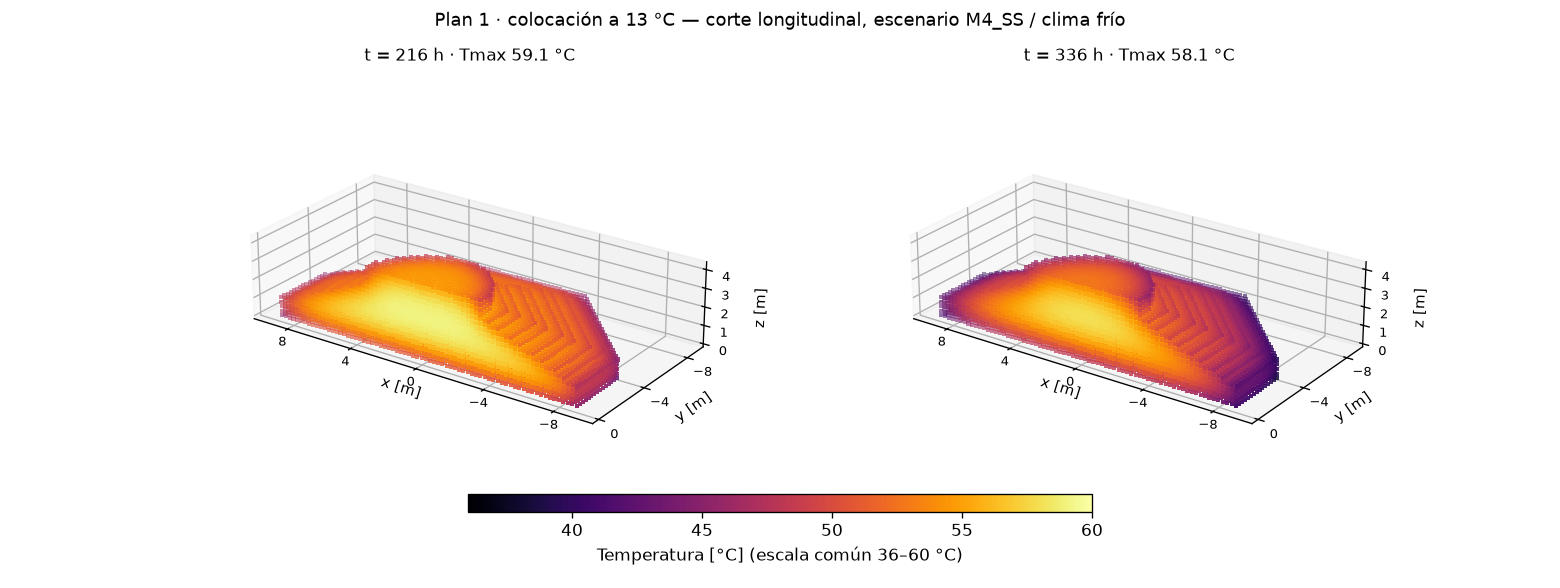 Plan 1 · colocación a 13 °C — corte longitudinal, escenario M4_SS / clima frío
t = 216 h · Tmax 59.1 °C
t = 336 h · Tmax 58.1 °C
4
3
2
1
0
z [m]
8
4
0
−4
−8
x [m]
−8
−4
0
y [m]
4
3
2
1
0
z [m]
8
4
0
−4
−8
x [m]
−8
−4
0
y [m]
40 45 50 55 60
Temperatura [°C] (escala común 36–60 °C)